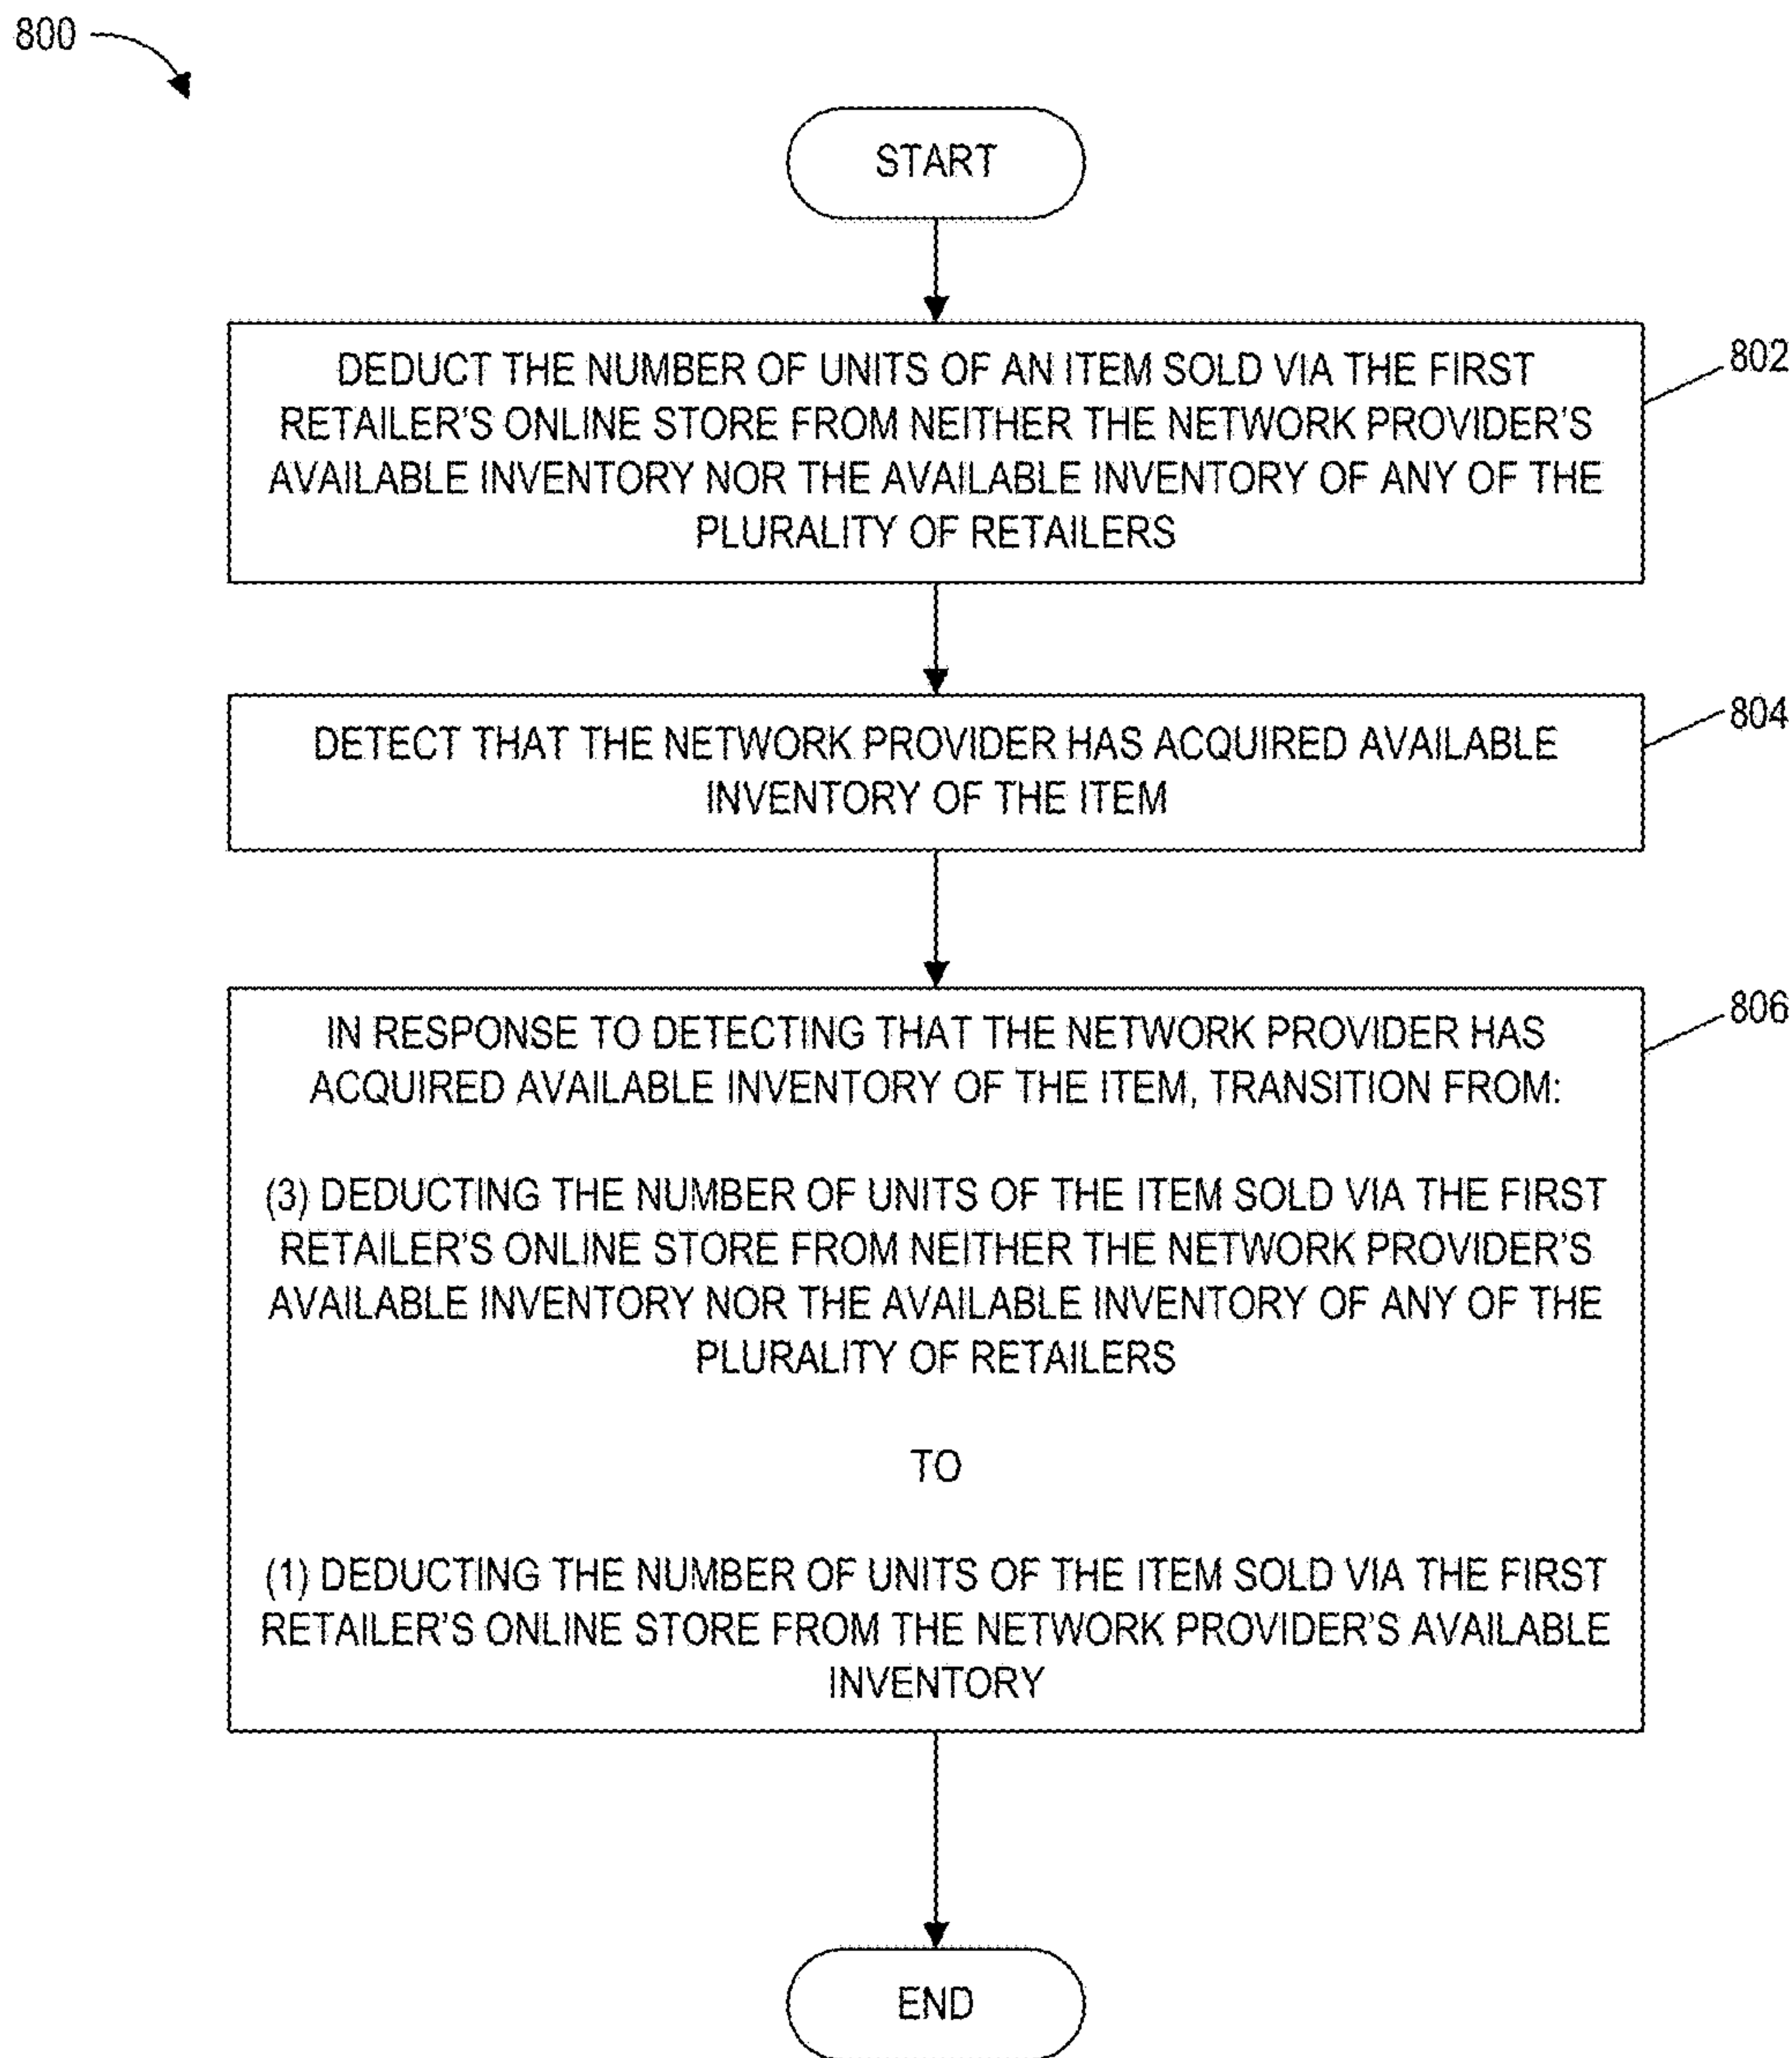 800
START
DEDUCT THE NUMBER OF UNITS OF AN ITEM SOLD VIA THE FIRST
RETAILER'S ONLINE STORE FROM NEITHER THE NETWORK PROVIDER'S
AVAILABLE INVENTORY NOR THE AVAILABLE INVENTORY OF ANY OF THE
PLURALITY OF RETAILERS
802
DETECT THAT THE NETWORK PROVIDER HAS ACQUIRED AVAILABLE
INVENTORY OF THE ITEM
804
IN RESPONSE TO DETECTING THAT THE NETWORK PROVIDER HAS
ACQUIRED AVAILABLE INVENTORY OF THE ITEM, TRANSITION FROM:
(3) DEDUCTING THE NUMBER OF UNITS OF THE ITEM SOLD VIA THE FIRST
RETAILER'S ONLINE STORE FROM NEITHER THE NETWORK PROVIDER'S
AVAILABLE INVENTORY NOR THE AVAILABLE INVENTORY OF ANY OF THE
PLURALITY OF RETAILERS
TO
(1) DEDUCTING THE NUMBER OF UNITS OF THE ITEM SOLD VIA THE FIRST
RETAILER'S ONLINE STORE FROM THE NETWORK PROVIDER'S AVAILABLE
INVENTORY
806
END